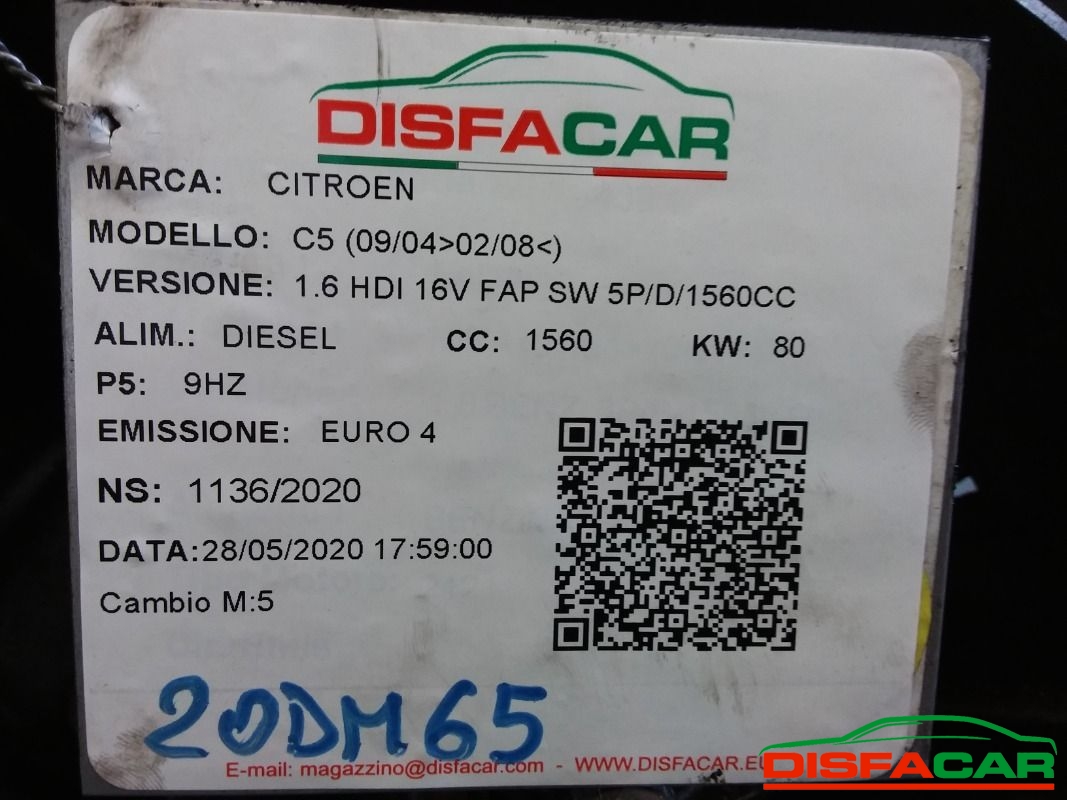 DISFACAR
MARCA: CITROEN
MODELLO: C5 (09/04>02/08<)
VERSIONE: 1.6 HDI 16V FAP SW 5P/D/1560CC
ALIM.: DIESEL CC: 1560 KW: 80
P5: 9HZ
EMISSIONE: EURO 4
NS: 1136/2020
DATA:28/05/2020 17:59:00
Cambio M:5
20DM65
E-mail: magazzino@disfacar.com - WWW.DISFACAR.EU
DISFACAR